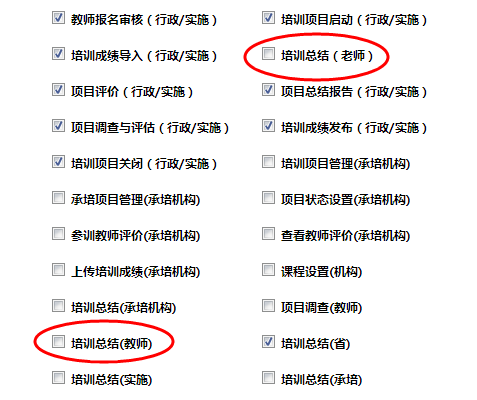 教师报名审核（行政/实施） 培训项目启动（行政/实施）
培训成绩导入（行政/实施） 培训总结（老师）
项目评价（行政/实施） 项目总结报告（行政/实施）
项目调查与评估（行政/实施） 培训成绩发布（行政/实施）
培训项目关闭（行政/实施） 培训项目管理(承培机构)
承培项目管理(承培机构) 项目状态设置(承培机构)
参训教师评价(承培机构) 查看教师评价(承培机构)
上传培训成绩(承培机构) 课程设置(机构)
培训总结(承培机构) 项目调查(教师)
培训总结(教师) 培训总结(省)
培训总结(实施) 培训总结(承培)